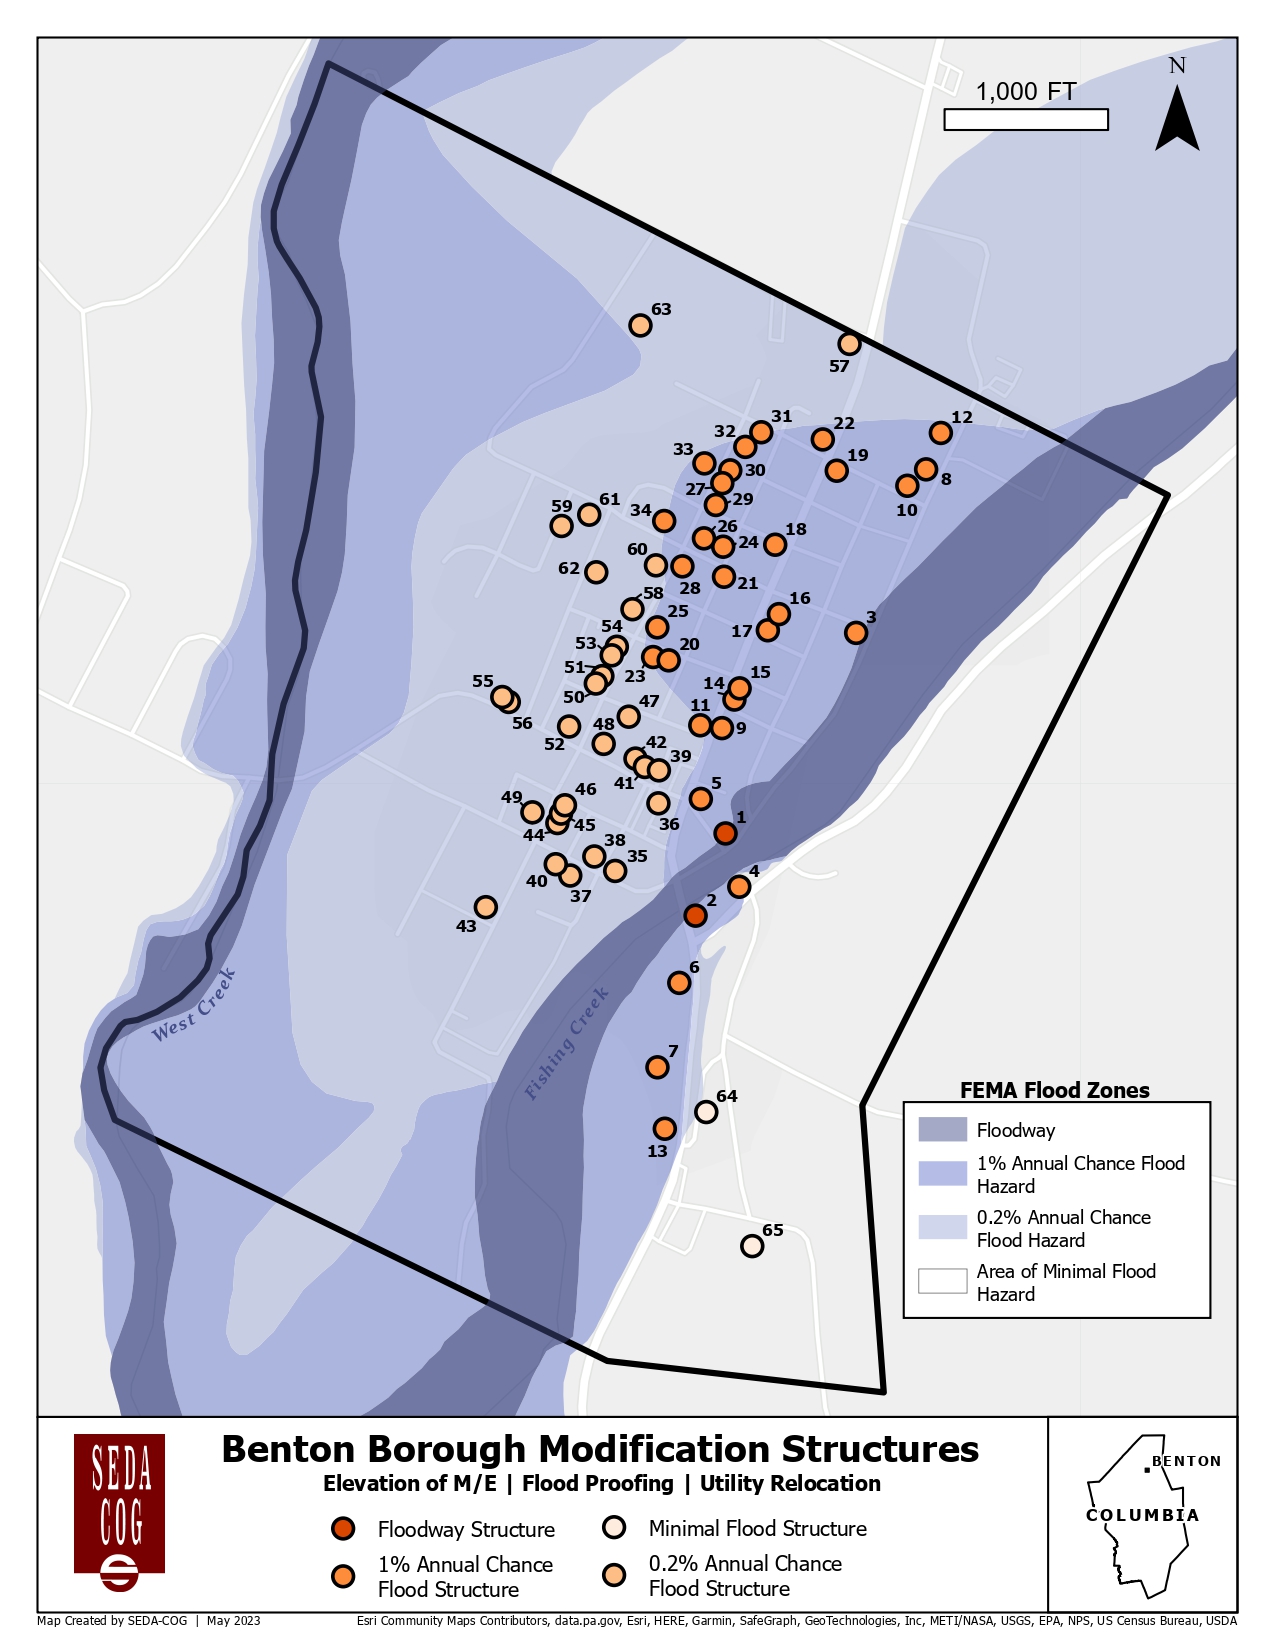 N
1,000 FT
63
57
31
32
22
12
33
30
19
8
27
10
29
59
61
34
26
18
24
60
62
28
21
58
25
16
17
3
54
53
20
51
23
50
15
14
55
56
47
11
9
52
48
42
39
41
5
49
46
36
1
44
45
38
35
4
40
37
2
43
6
West Creek
Fishing Creek
7
64
13
65
FEMA Flood Zones
Floodway
1% Annual Chance Flood
Hazard
0.2% Annual Chance
Flood Hazard
Area of Minimal Flood
Hazard
SEDA
COG
Benton Borough Modification Structures
Elevation of M/E | Flood Proofing | Utility Relocation
Floodway Structure
1% Annual Chance
Flood Structure
Minimal Flood Structure
0.2% Annual Chance
Flood Structure
BENTON
COLUMBIA
Map Created by SEDA-COG | May 2023
Esri Community Maps Contributors, data.pa.gov, Esri, HERE, Garmin, SafeGraph, GeoTechnologies, Inc, METI/NASA, USGS, EPA, NPS, US Census Bureau, USDA